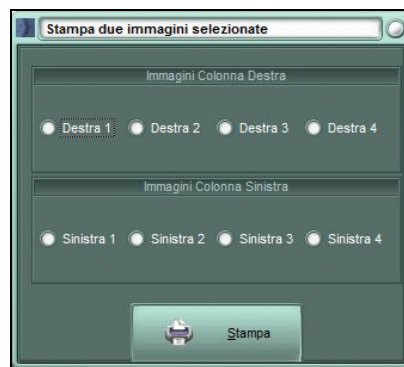 Stampa due immagini selezionate
Immagini Colonna Destra
Destra 1 Destra 2 Destra 3 Destra 4
Immagini Colonna Sinistra
Sinistra 1 Sinistra 2 Sinistra 3 Sinistra 4
Stampa